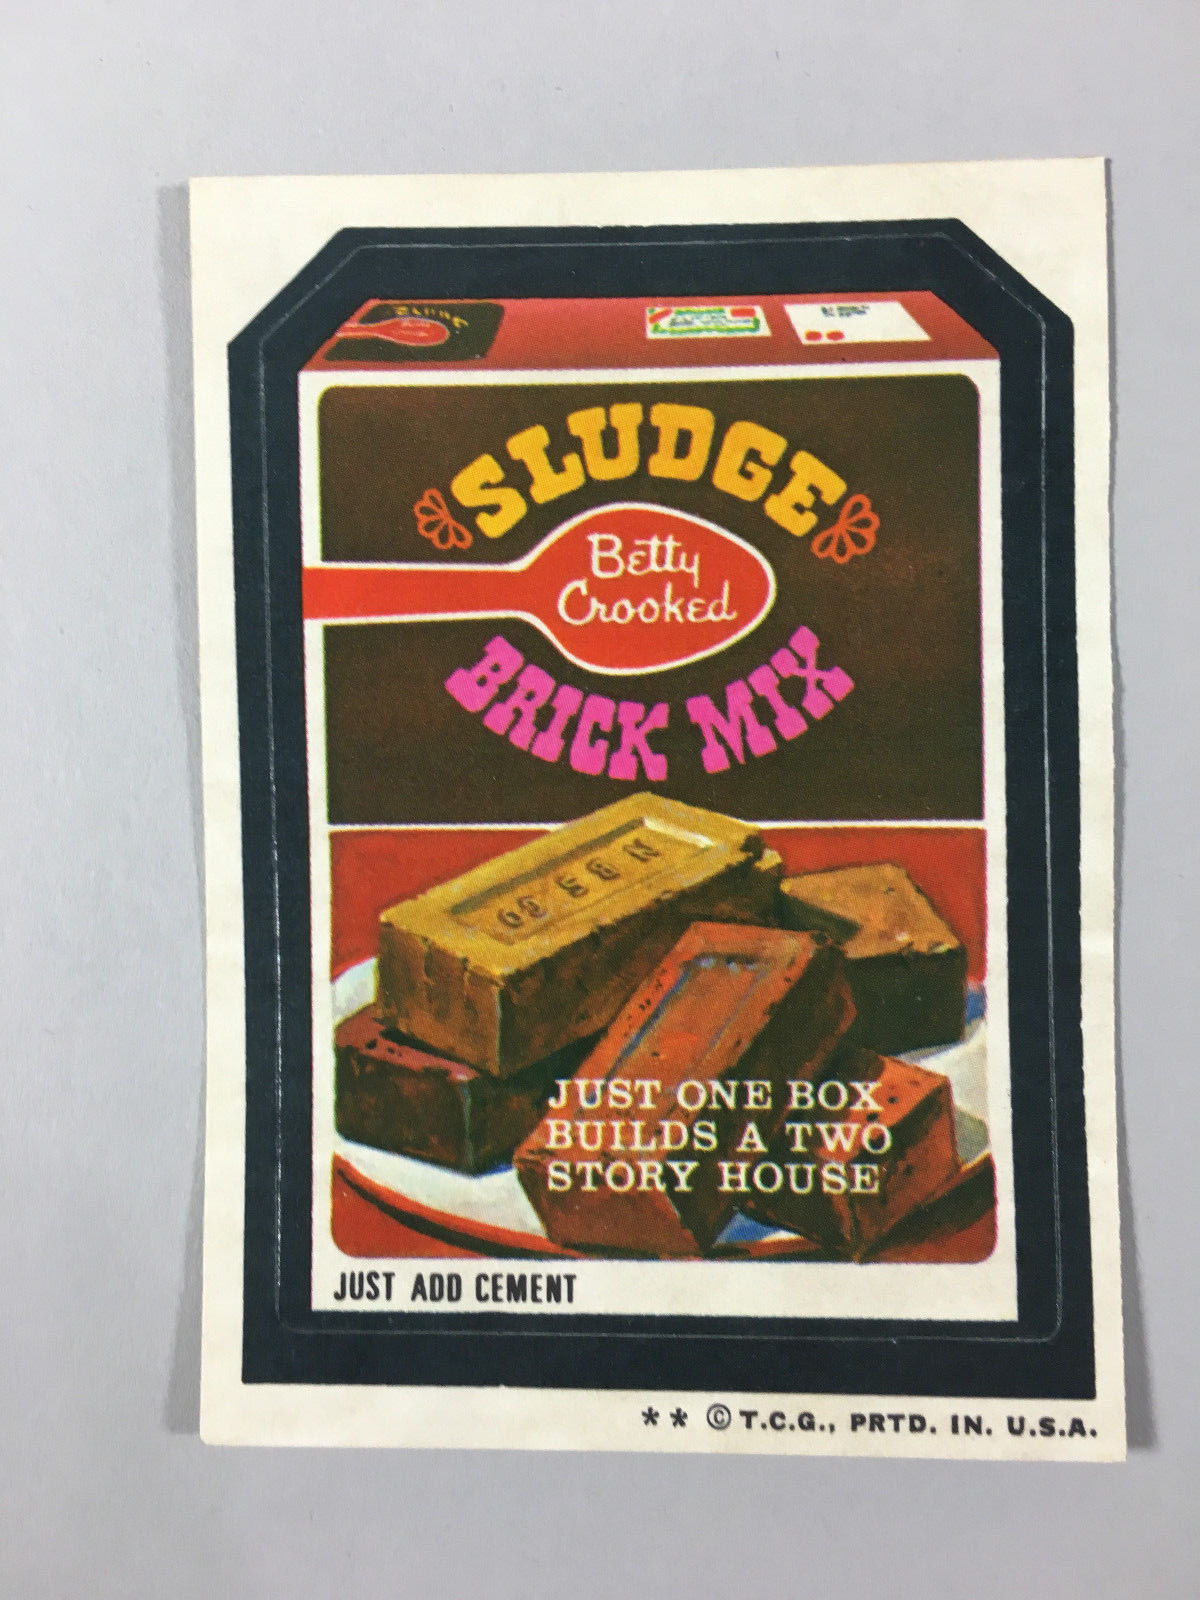 SLUDGE
Betty
Crooked
BRICK MIX
JUST ONE BOX
BUILDS A TWO
STORY HOUSE
JUST ADD CEMENT
** © T.C.G., PRTD. IN. U.S.A.